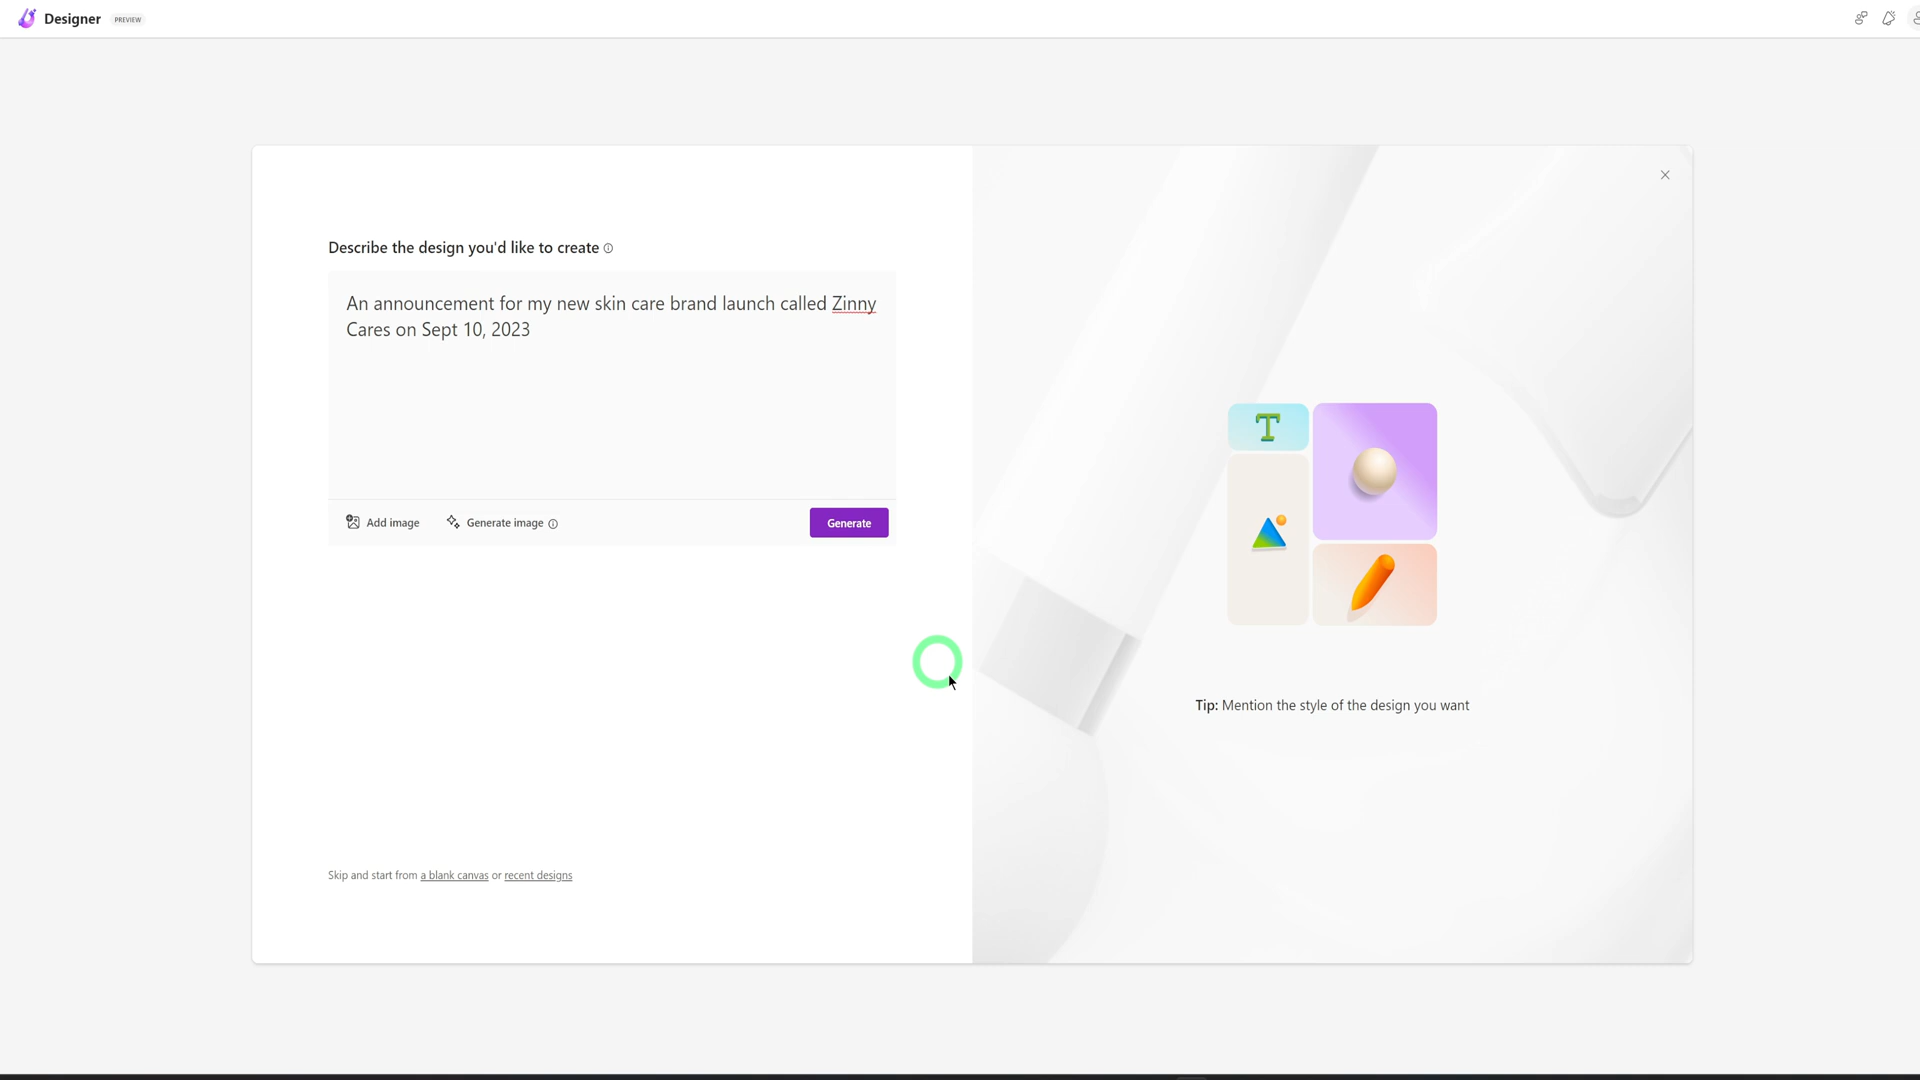 Designer PREVIEW
Describe the design you'd like to create
An announcement for my new skin care brand launch called Zinny
Cares on Sept 10, 2023
Add image Generate image Generate
T
Tip: Mention the style of the design you want
Skip and start from a blank canvas or recent designs